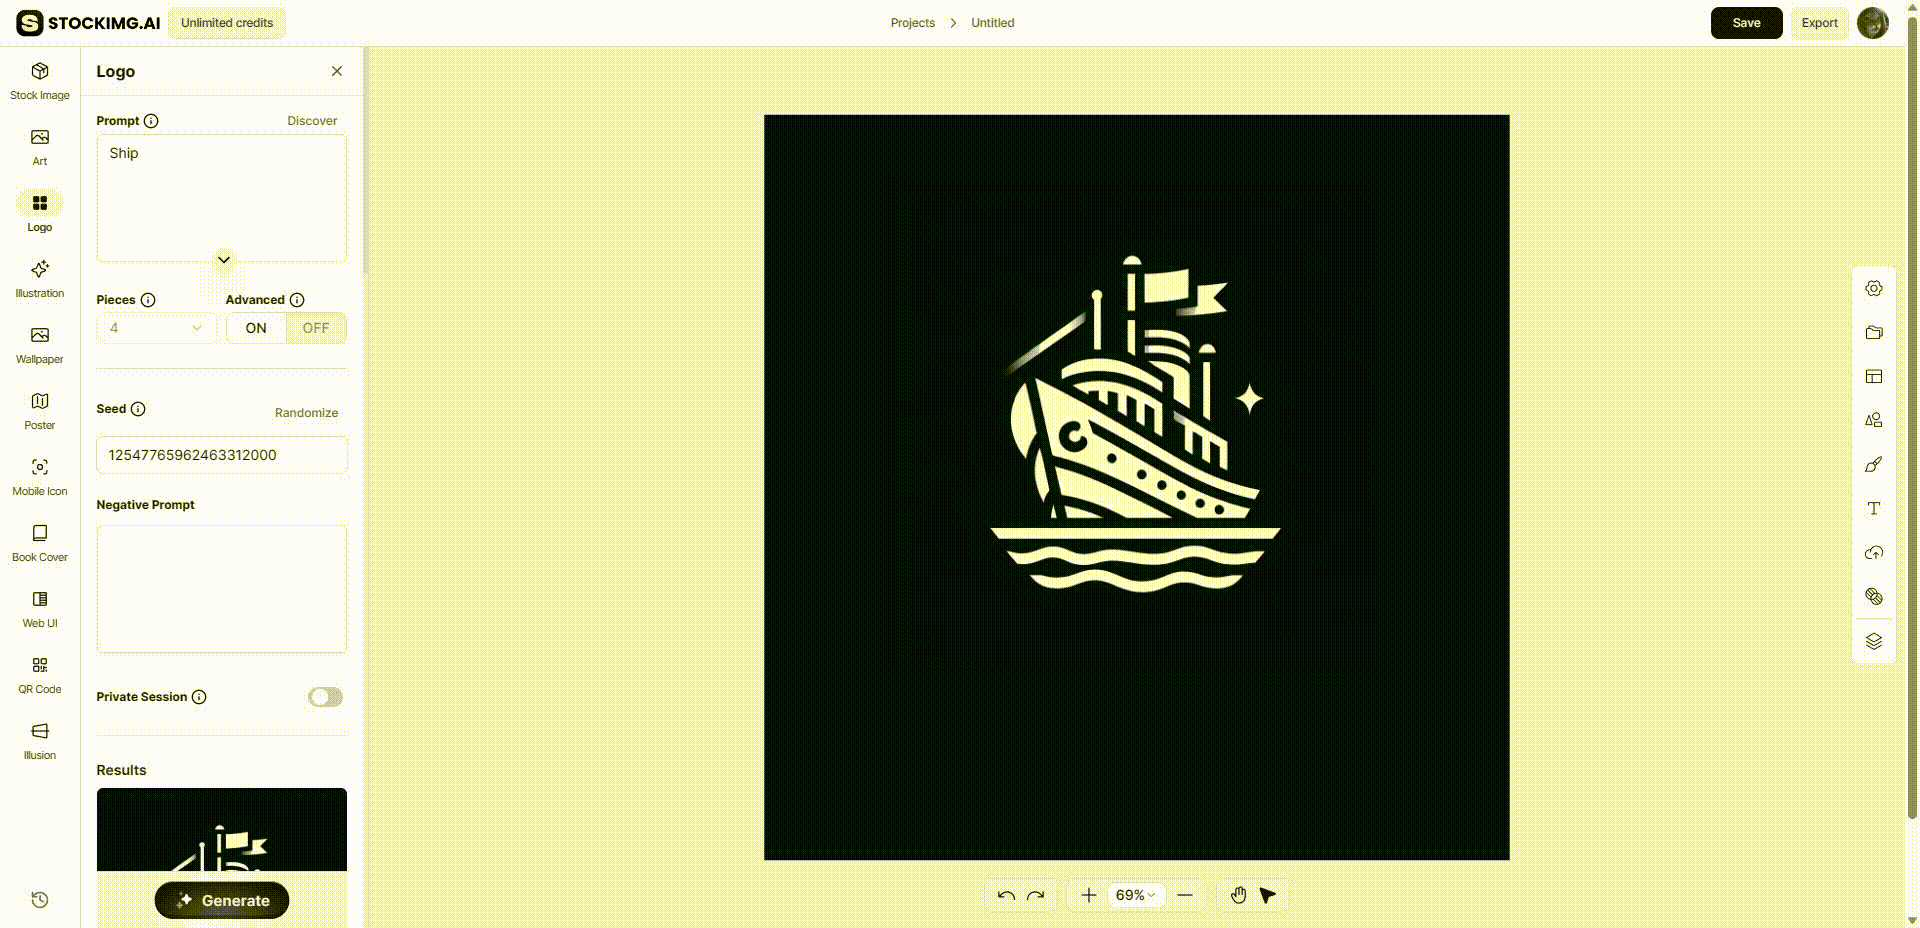 STOCKIMG.AI
Unlimited credits
Projects > Untitled
Save
Export
Stock Image
Art
Logo
Illustration
Wallpaper
Poster
Mobile Icon
Book Cover
Web UI
QR Code
Illusion
Logo
Prompt
Discover
Ship
Pieces
Advanced
4
ON
OFF
Seed
Randomize
12547765962463312000
Negative Prompt
Private Session
Results
Generate
69%